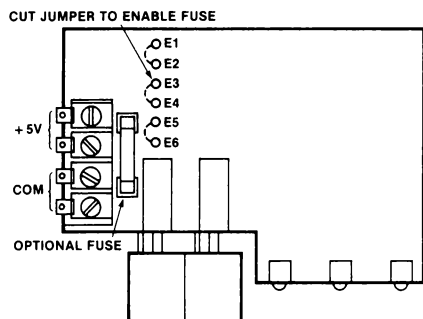 CUT JUMPER TO ENABLE FUSE
E1
E2
E3
E4
E5
E6
+5V
COM
OPTIONAL FUSE